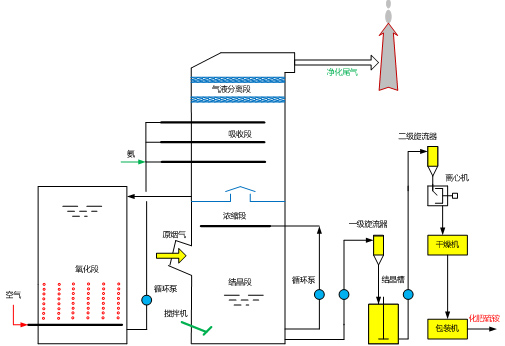 净化尾气
气液分离段
吸收段
二级旋流器
氨
离心机
浓缩段
一级旋流器
原烟气
干燥机
氧化段
结晶段
循环泵
结晶槽
循环泵
空气
搅拌机
包装机
化肥硫铵